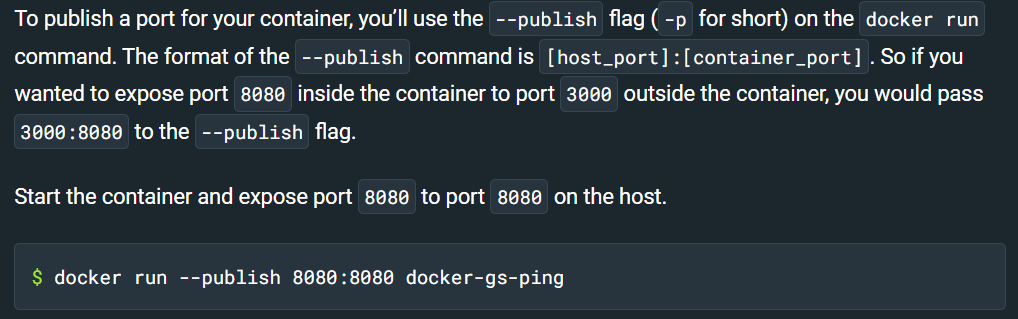 To publish a port for your container, you’ll use the --publish flag (-p for short) on the docker run
command. The format of the --publish command is [host_port]:[container_port]. So if you
wanted to expose port 8080 inside the container to port 3000 outside the container, you would pass
3000:8080 to the --publish flag.
Start the container and expose port 8080 to port 8080 on the host.
$ docker run --publish 8080:8080 docker-gs-ping